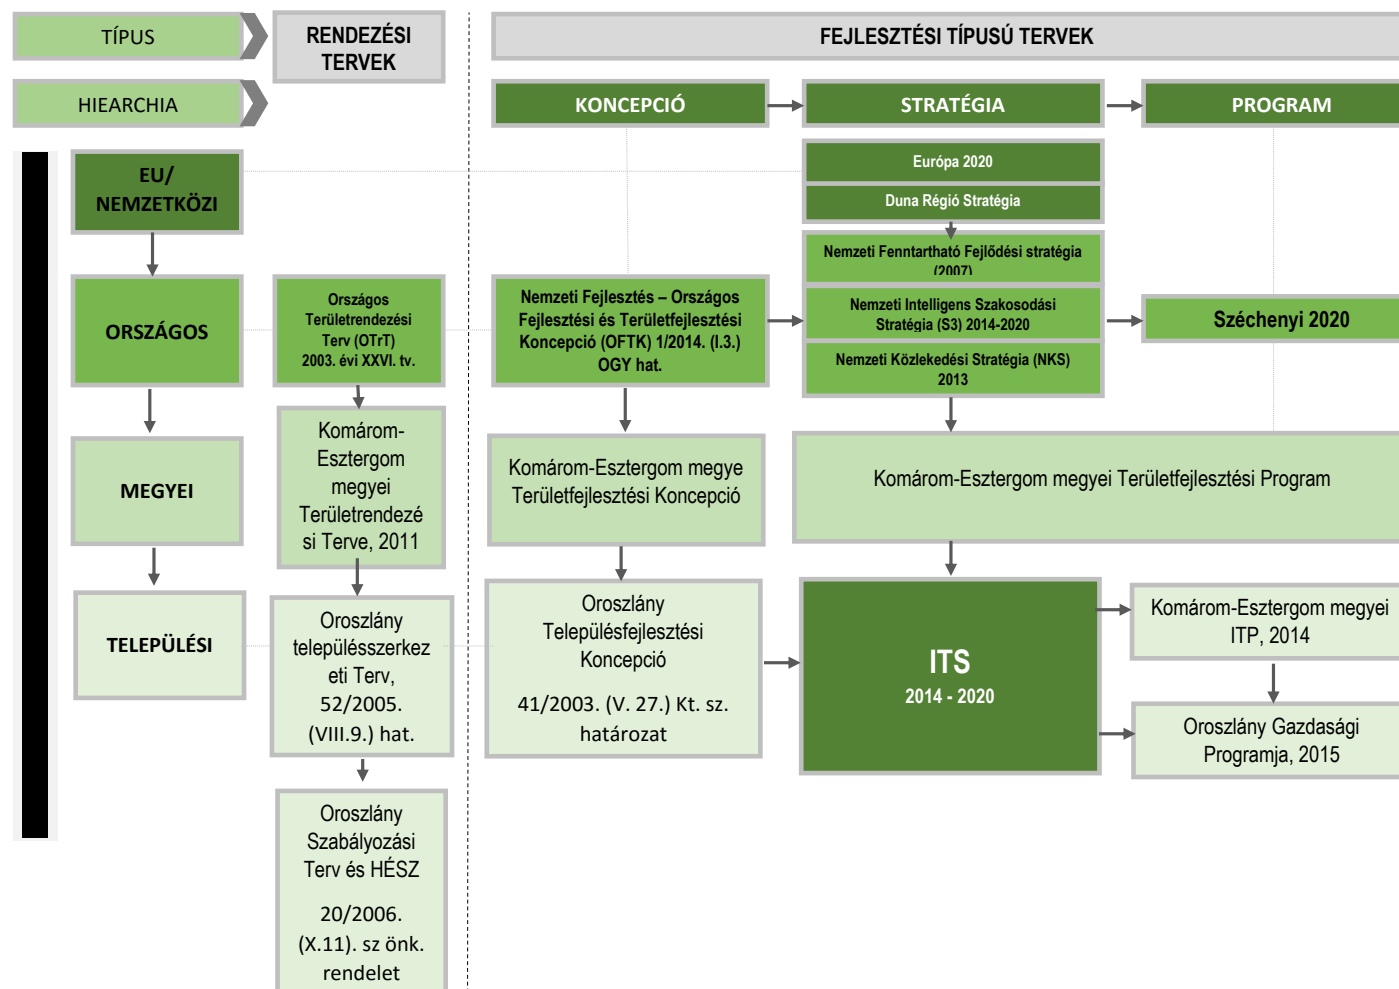 TÍPUS
RENDEZÉSI
TERVEK
FEJLESZTÉSI TÍPUSÚ TERVEK
HIEARCHIA
KONCEPCIÓ
STRATÉGIA
PROGRAM
EU/
NEMZETKÖZI
Európa 2020
Duna Régió Stratégia
Nemzeti Fenntartható Fejlődési stratégia
(2007)
ORSZÁGOS
Országos
Területrendezési
Terv (OTrT)
2003. évi XXVI. tv.
Nemzeti Fejlesztés – Országos
Fejlesztési és Területfejlesztési
Koncepció (OFTK) 1/2014. (I.3.)
OGY hat.
Nemzeti Intelligens Szakosodási
Stratégia (S3) 2014-2020
Nemzeti Közlekedési Stratégia (NKS)
2013
Széchenyi 2020
MEGYEI
Komárom-
Esztergom
megyei
Területrendezé
si Terve, 2011
Komárom-Esztergom megye
Területfejlesztési Koncepció
Komárom-Esztergom megyei Területfejlesztési Program
TELEPÜLÉSI
Oroszlány
településszerkez
eti Terv,
52/2005.
(VIII.9.) hat.
Oroszlány
Településfejlesztési
Koncepció
41/2003. (V. 27.) Kt. sz.
határozat
ITS
2014 - 2020
Komárom-Esztergom megyei
ITP, 2014
Oroszlány Gazdasági
Programja, 2015
Oroszlány
Szabályozási
Terv és HÉSZ
20/2006.
(X.11). sz önk.
rendelet